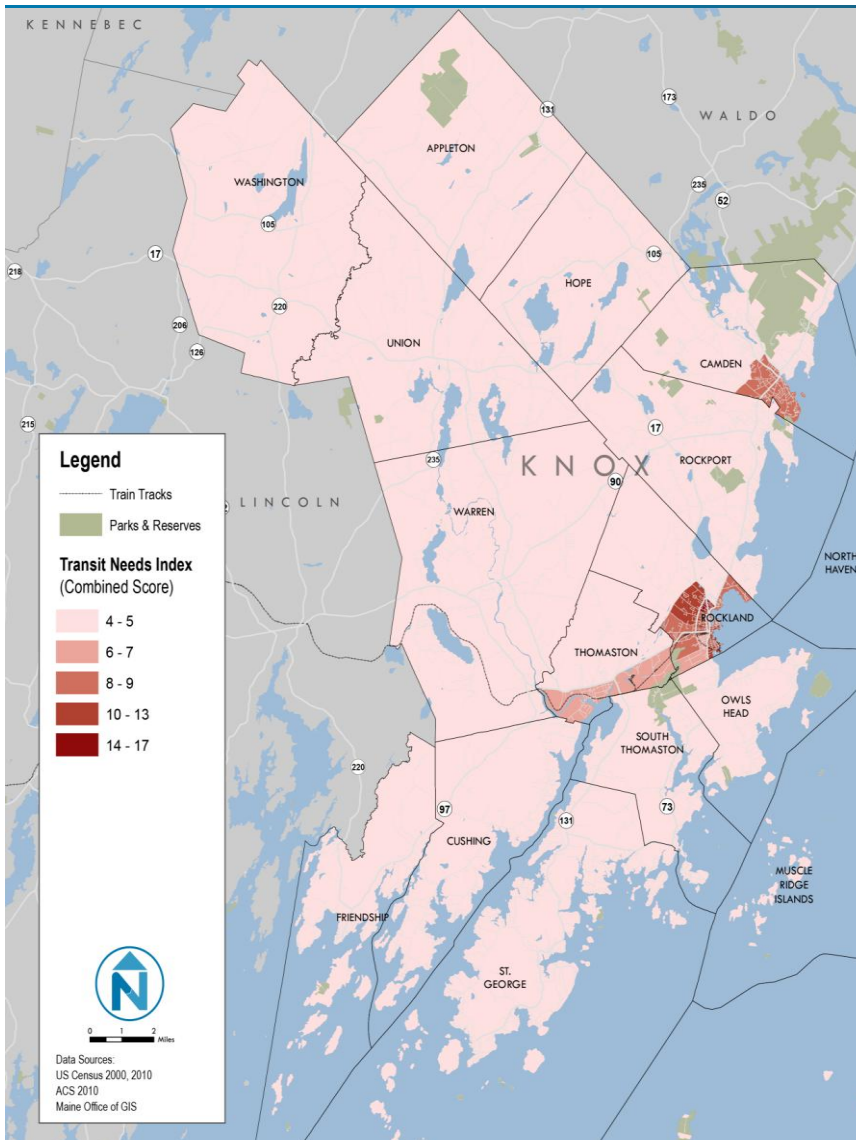 KENNEBEC
173
131
WALDO
APPLETON
WASHINGTON
235
52
105
17
105
218
HOPE
220
206
UNION
126
CAMDEN
215
17
235
KNOX
ROCKPORT
90
Legend
Train Tracks
LINCOLN
WARREN
Parks & Reserves
NORTH
HAVEN
Transit Needs Index
(Combined Score)
4 - 5
6 - 7
8 - 9
10 - 13
14 - 17
ROCKLAND
THOMASTON
OWLS
HEAD
SOUTH
THOMASTON
220
97
73
131
CUSHING
MUSCLE
RIDGE
ISLANDS
FRIENDSHIP
ST.
GEORGE
N
0 1 2
Miles
Data Sources:
US Census 2000, 2010
ACS 2010
Maine Office of GIS